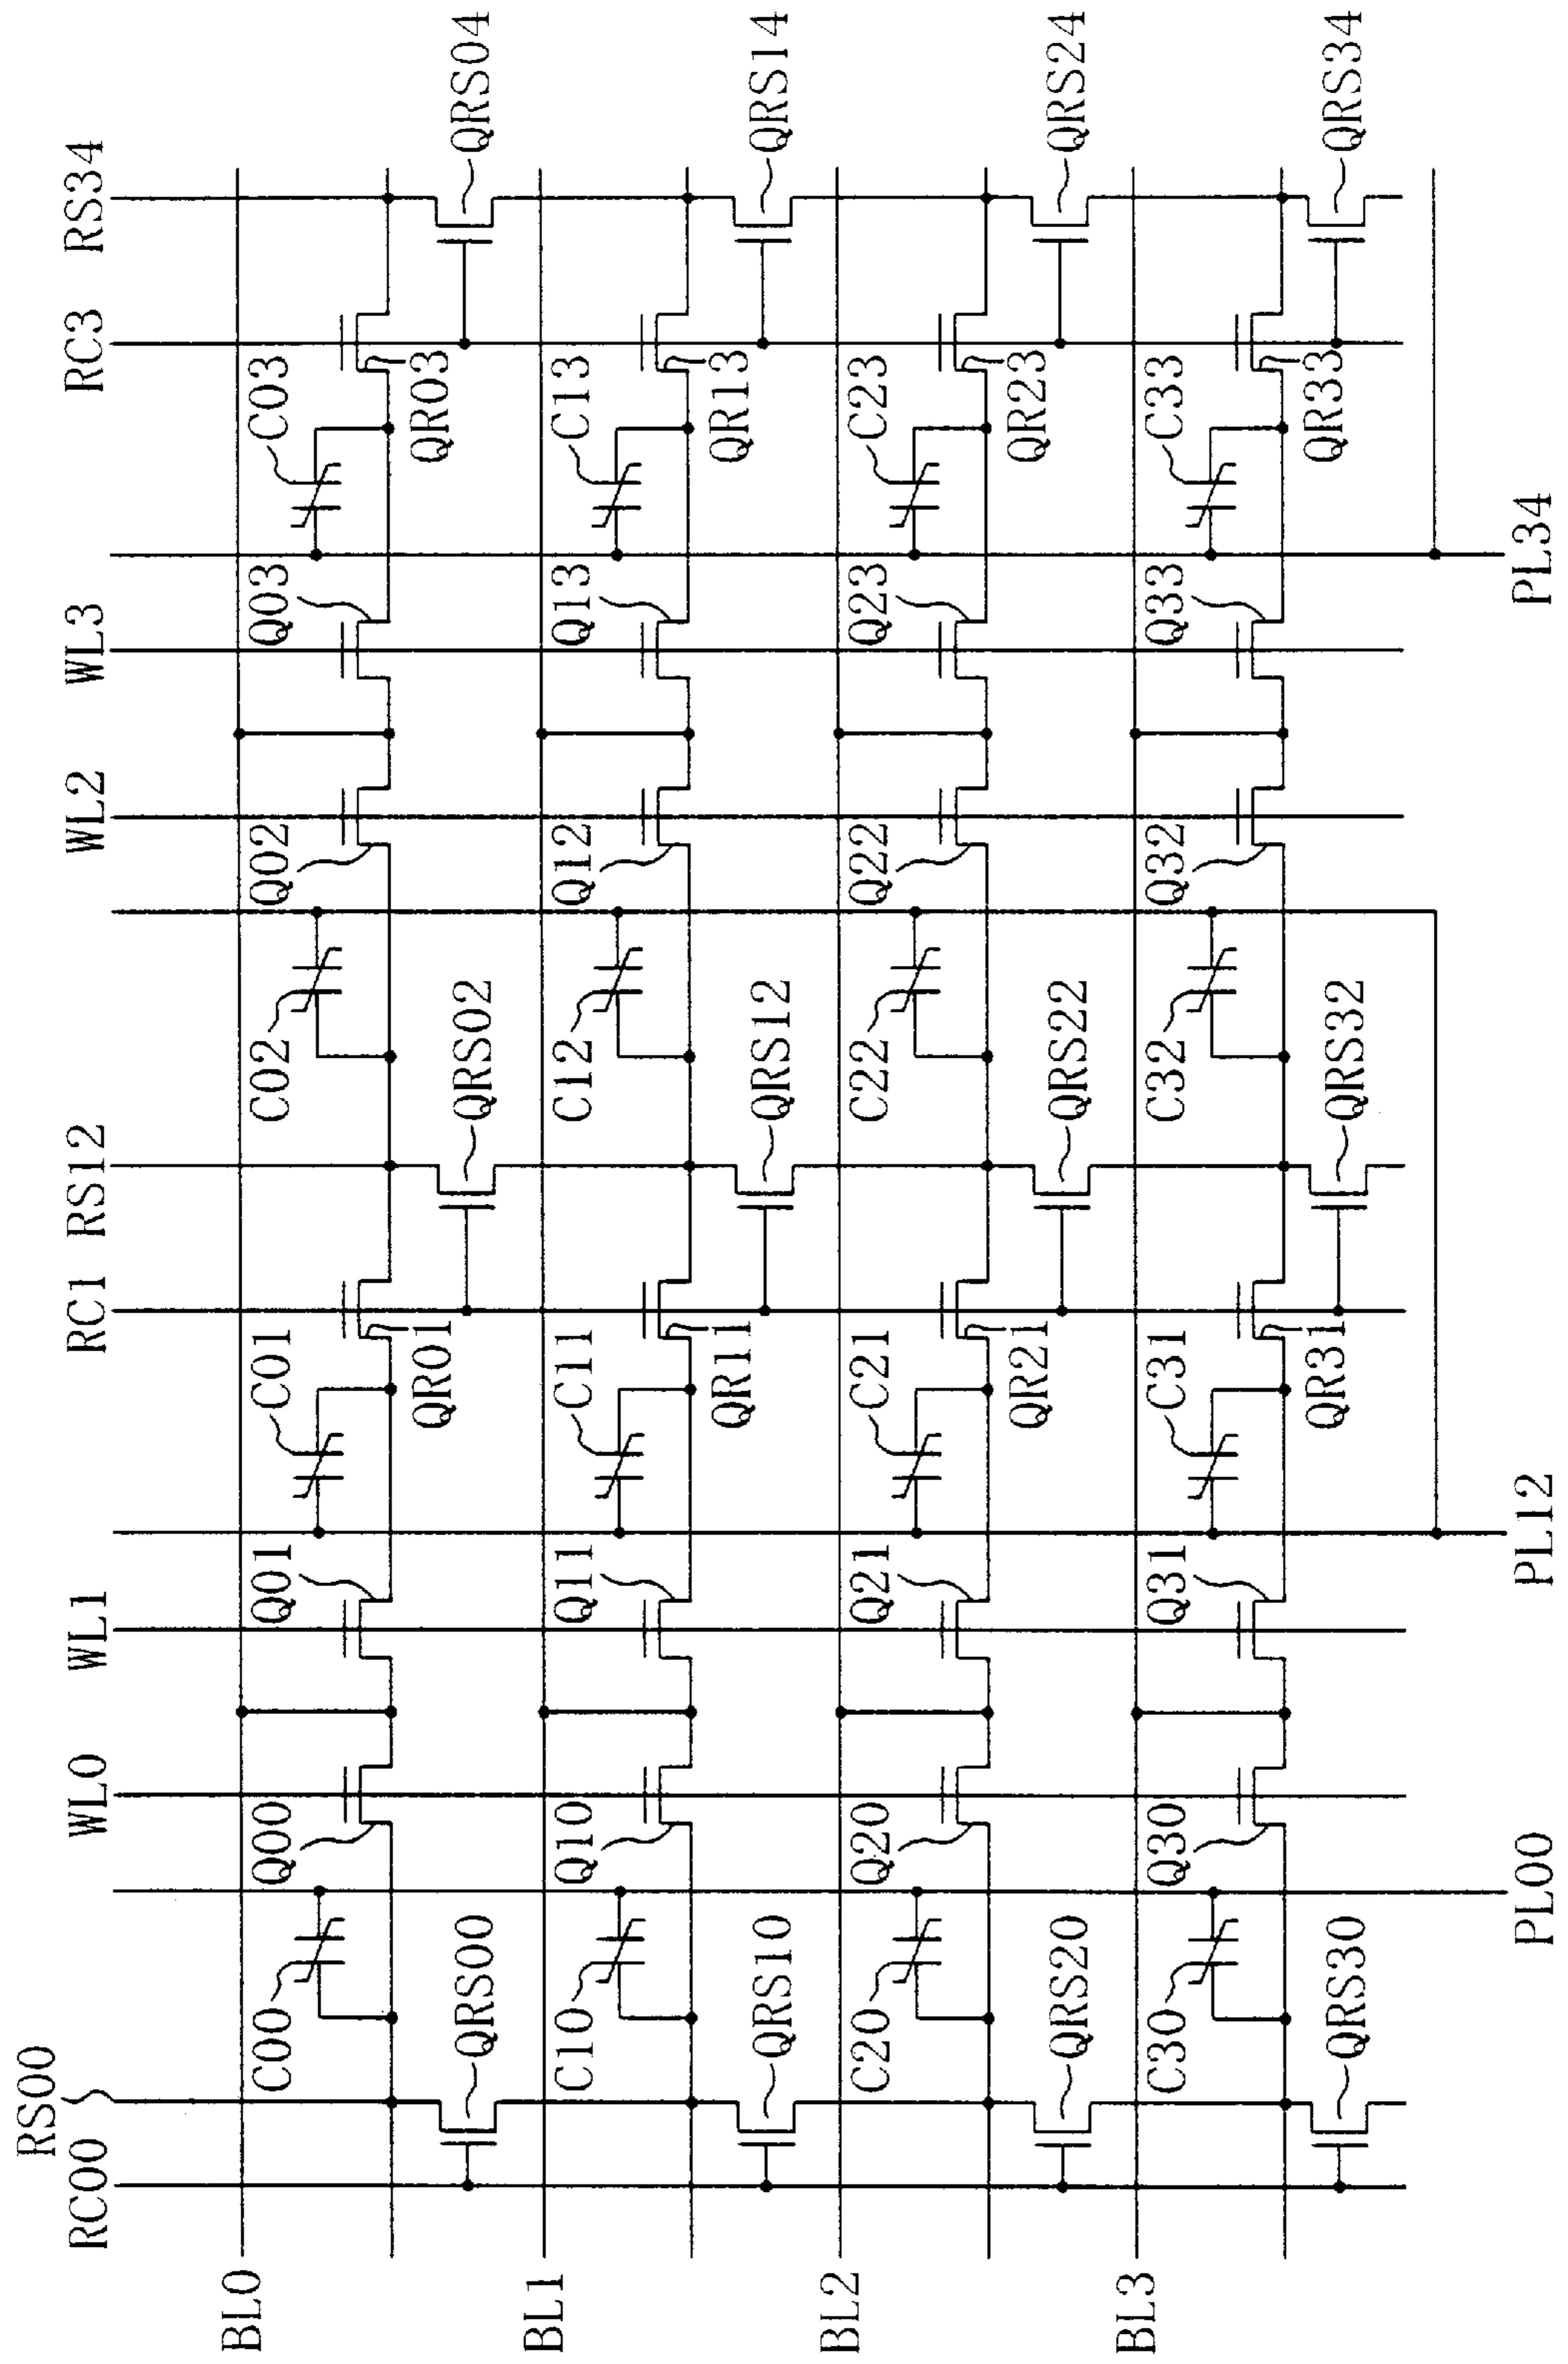 RS00
RC00 WL0 WL1 RC1 RS12 WL2 WL3 RC3 RS34
BL0
C00 Q00 Q01 C01 C02 Q02 Q03 C03
QR01 QR03
QRS00 QRS02 QRS04
BL1
C10 Q10 Q11 C11 C12 Q12 Q13 C13
QR11 QR13
QRS10 QRS12 QRS14
BL2
C20 Q20 Q21 C21 C22 Q22 Q23 C23
QR21 QR23
QRS20 QRS22 QRS24
BL3
C30 Q30 Q31 C31 C32 Q32 Q33 C33
QR31 QR33
QRS30 QRS32 QRS34
PL00 PL12 PL34